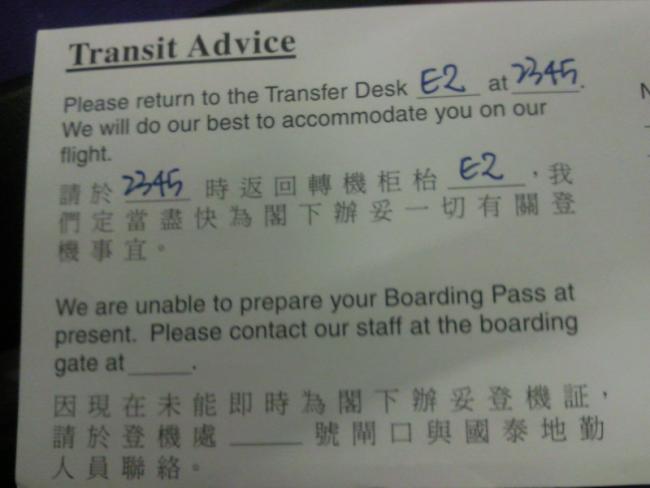 Transit Advice
Please return to the Transfer Desk E2 at 2345.
We will do our best to accommodate you on our
flight.
請於 2345 時返回轉機柜枱 E2，我
們定當盡快為閣下辦妥一切有關登
機事宜。
We are unable to prepare your Boarding Pass at
present. Please contact our staff at the boarding
gate at _____.
因現在未能即時為閣下辦妥登機証，
請於登機處 _____ 號閘口與國泰地勤
人員聯絡。